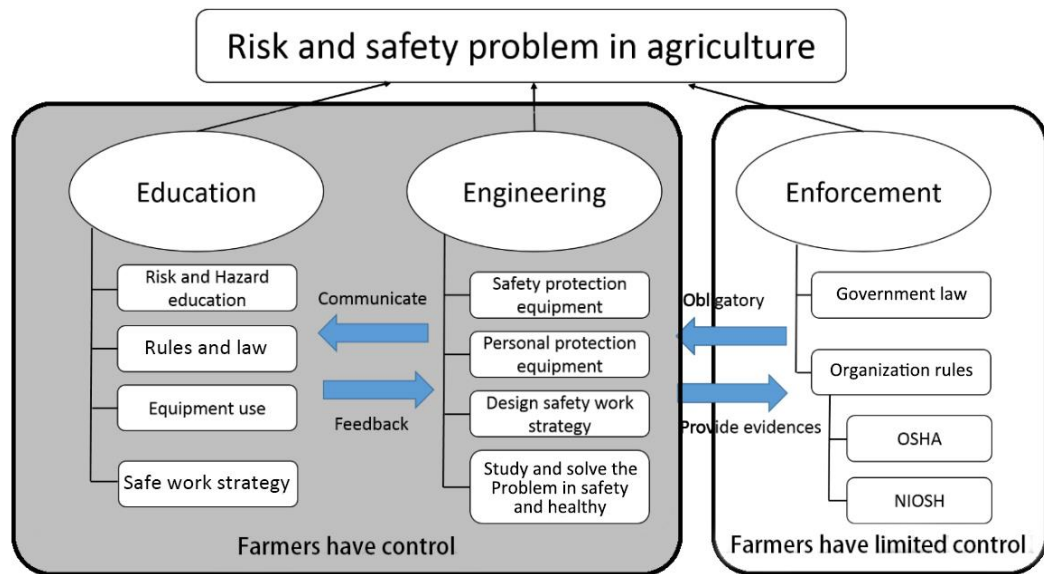 Risk and safety problem in agriculture
Education
Engineering
Enforcement
Risk and Hazard
education
Rules and law
Equipment use
Safe work strategy
Communicate
Feedback
Safety protection
equipment
Personal protection
equipment
Design safety work
strategy
Study and solve the
Problem in safety
and healthy
Obligatory
Provide evidences
Government law
Organization rules
OSHA
NIOSH
Farmers have control
Farmers have limited control